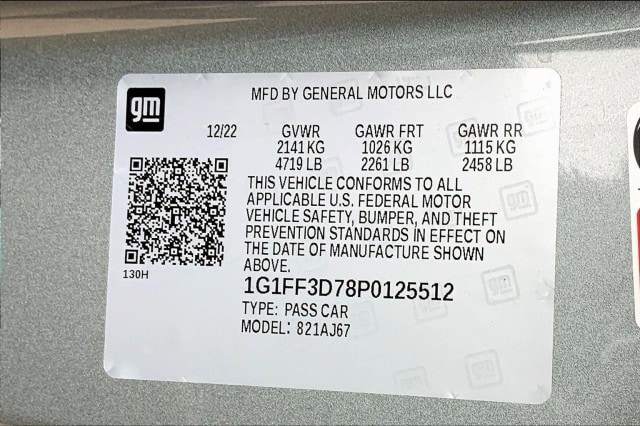 gm
MFD BY GENERAL MOTORS LLC
12/22 GVWR GAWR FRT GAWR RR
2141 KG 1026 KG 1115 KG
4719 LB 2261 LB 2458 LB
THIS VEHICLE CONFORMS TO ALL
APPLICABLE U.S. FEDERAL MOTOR
VEHICLE SAFETY, BUMPER, AND THEFT
PREVENTION STANDARDS IN EFFECT ON
THE DATE OF MANUFACTURE SHOWN
ABOVE.
130H
1G1FF3D78P0125512
TYPE: PASS CAR
MODEL: 821AJ67